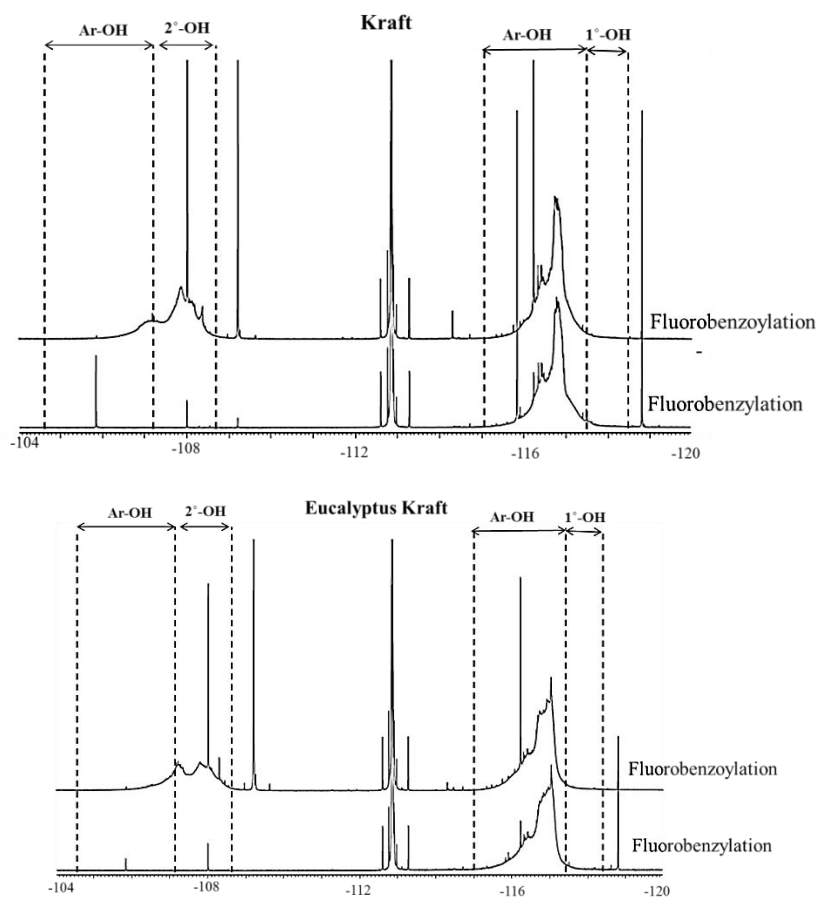 Kraft
Ar-OH 2°-OH Ar-OH 1°-OH
Fluorobenzoylation
-
Fluorobenzylation
-104 -108 -112 -116 -120
Eucalyptus Kraft
Ar-OH 2°-OH Ar-OH 1°-OH
Fluorobenzoylation
Fluorobenzylation
-104 -108 -112 -116 -120